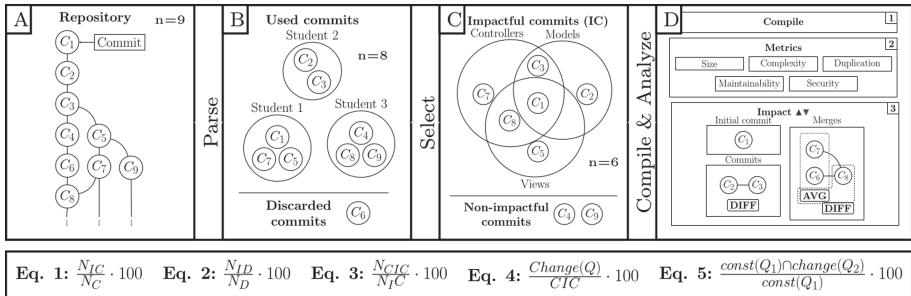 A
Repository
n=9
C1
Commit
C2
C3
C4
C5
C6
C7
C9
C8
Parse
B
Used commits
Student 2
C2
C3
n=8
Student 1
Student 3
C1
C7
C5
C4
C8
C9
Discarded
commits
C6
Select
C
Impactful commits (IC)
Controllers
Models
C3
C7
C1
C2
C8
C5
n=6
Views
Non-impactful
commits
C4
C9
Compile & Analyze
D
Compile
1
Metrics
2
Size
Complexity
Duplication
Maintainability
Security
Impact ▲▼
3
Initial commit
C1
Merges
C7
C6
C8
AVG
DIFF
Commits
C2
C3
DIFF
Eq. 1: N_IC / N_C · 100 Eq. 2: N_ID / N_D · 100 Eq. 3: N_CIC / N_IC · 100 Eq. 4: Change(Q) / CIC · 100 Eq. 5: const(Q1)∩change(Q2) / const(Q1) · 100